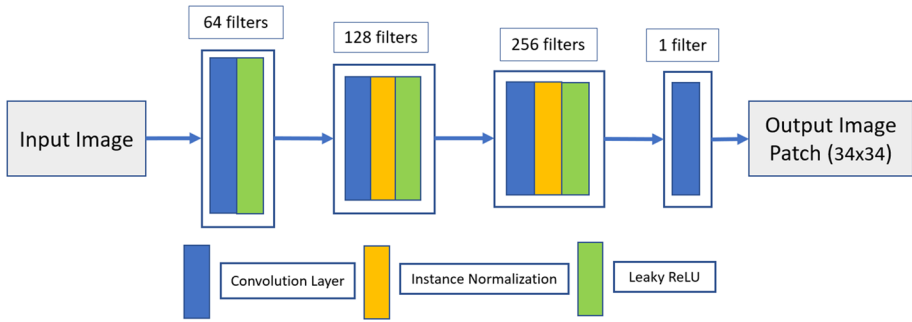 64 filters
128 filters
256 filters
1 filter
Input Image
Output Image
Patch (34x34)
Convolution Layer
Instance Normalization
Leaky ReLU